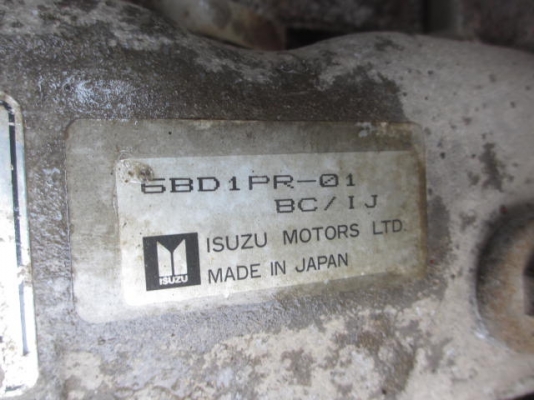 6BD1PR-01
BC/IJ
ISUZU MOTORS LTD.
MADE IN JAPAN
ISUZU